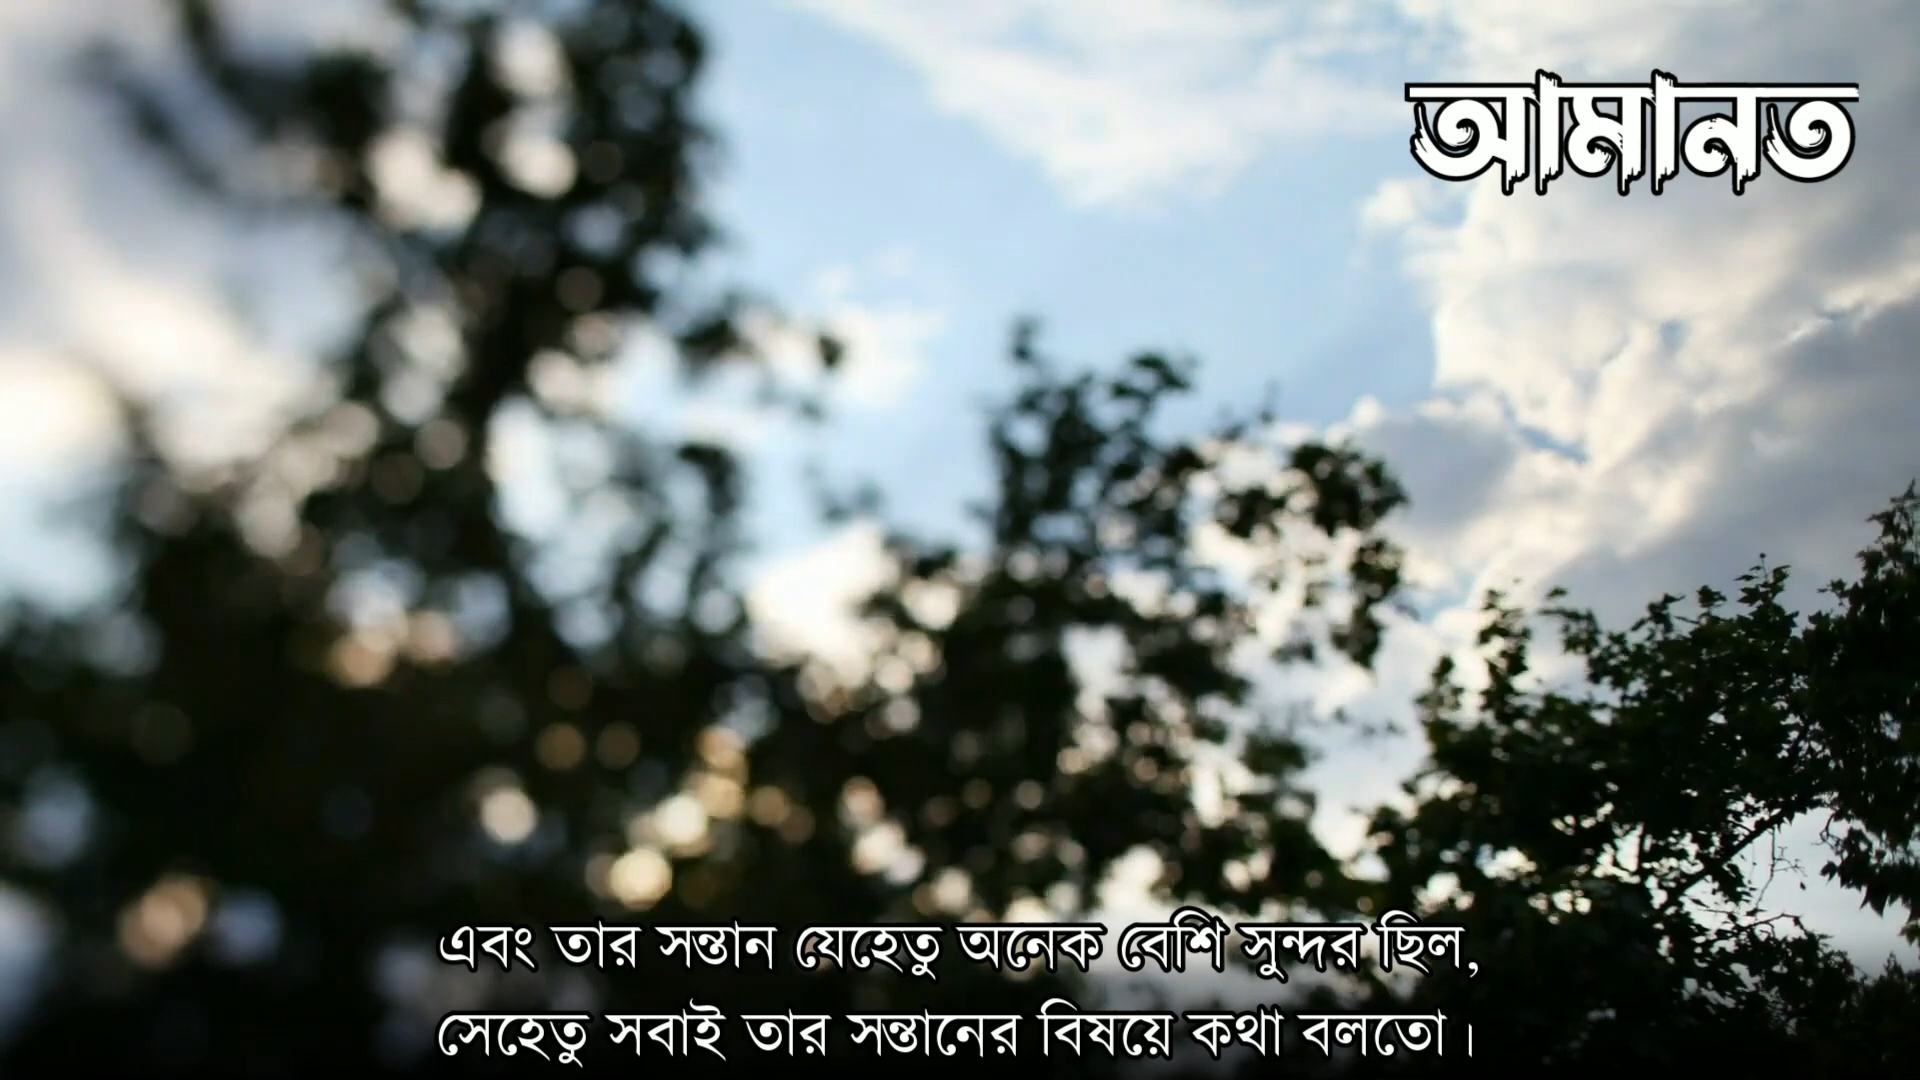 আমানত
এবং তার সন্তান যেহেতু অনেক বেশি সুন্দর ছিল,
সেহেতু সবাই তার সন্তানের বিষয়ে কথা বলতো।